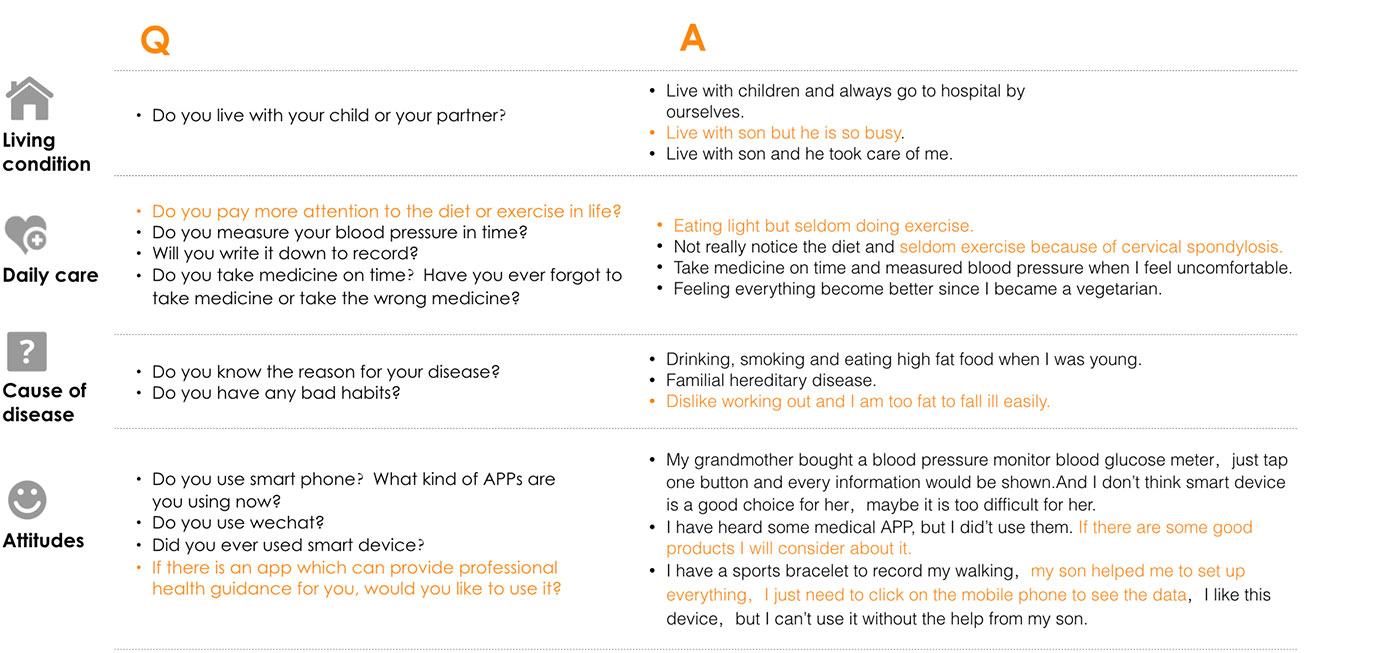 Q
A
Living
condition
• Do you live with your child or your partner?
• Live with children and always go to hospital by
ourselves.
• Live with son but he is so busy.
• Live with son and he took care of me.
Daily care
• Do you pay more attention to the diet or exercise in life?
• Do you measure your blood pressure in time?
• Will you write it down to record?
• Do you take medicine on time? Have you ever forgot to
take medicine or take the wrong medicine?
• Eating light but seldom doing exercise.
• Not really notice the diet and seldom exercise because of cervical spondylosis.
• Take medicine on time and measured blood pressure when I feel uncomfortable.
• Feeling everything become better since I became a vegetarian.
?
Cause of
disease
• Do you know the reason for your disease?
• Do you have any bad habits?
• Drinking, smoking and eating high fat food when I was young.
• Familial hereditary disease.
• Dislike working out and I am too fat to fall ill easily.
Attitudes
• Do you use smart phone? What kind of APPs are
you using now?
• Do you use wechat?
• Did you ever used smart device?
• If there is an app which can provide professional
health guidance for you, would you like to use it?
• My grandmother bought a blood pressure monitor blood glucose meter，just tap
one button and every information would be shown.And I don't think smart device
is a good choice for her，maybe it is too difficult for her.
• I have heard some medical APP, but I did't use them. If there are some good
products I will consider about it.
• I have a sports bracelet to record my walking，my son helped me to set up
everything，I just need to click on the mobile phone to see the data，I like this
device，but I can't use it without the help from my son.